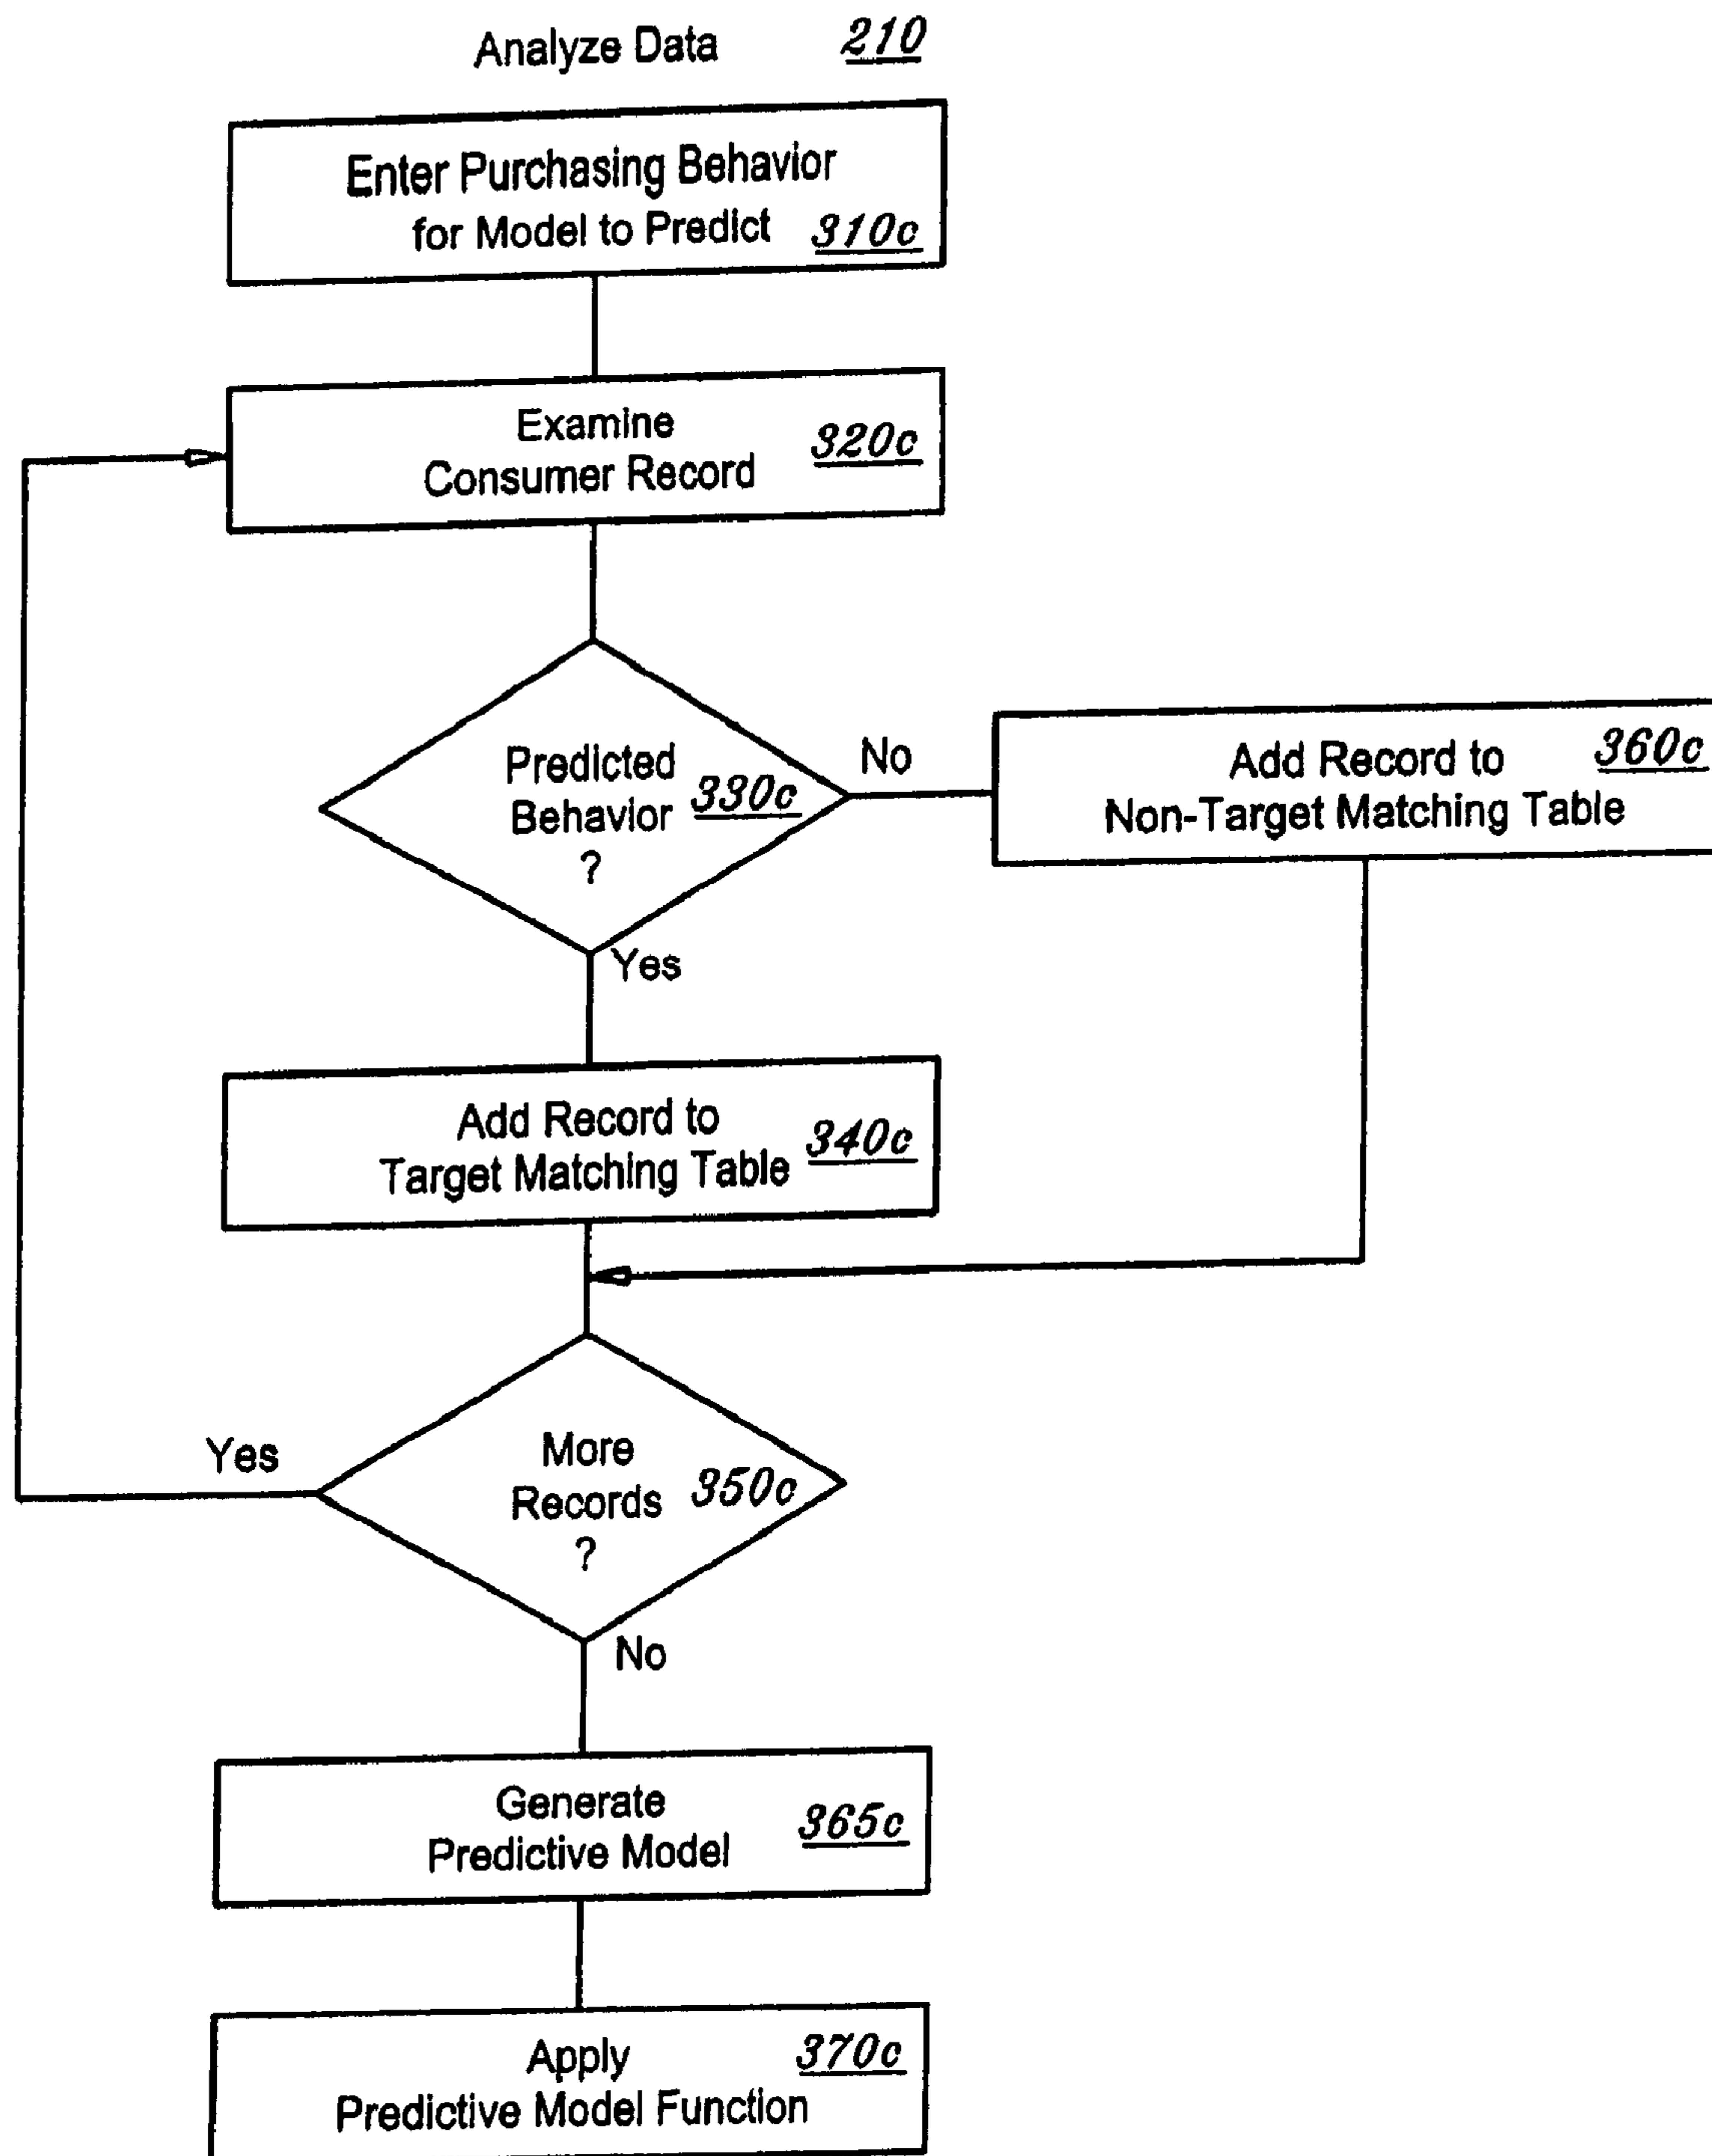 Analyze Data 210
Enter Purchasing Behavior
for Model to Predict 310c
Examine
Consumer Record 320c
Predicted
Behavior 330c
?
No
Add Record to 360c
Non-Target Matching Table
Yes
Add Record to
Target Matching Table 340c
Yes
More
Records 350c
?
No
Generate
Predictive Model 365c
Apply 370c
Predictive Model Function